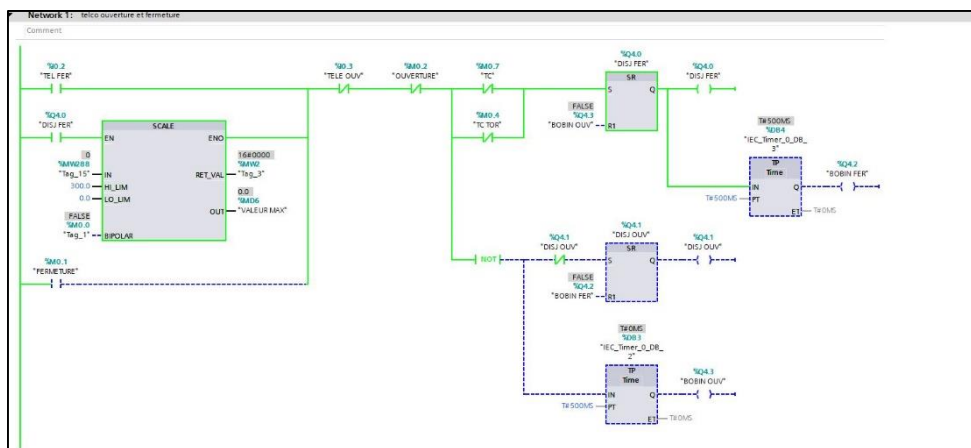 Network 1: telco ouverture et fermeture
Comment
%I0.2
"TEL FER"
%Q4.0
"DISJ FER"
SCALE
EN
ENO
0
%MW288
"Tag_15"
IN
300.0
HI_LIM
0.0
LO_LIM
FALSE
%M0.0
"Tag_1"
BIPOLAR
16#0000
%MW2
RET_VAL
"Tag_3"
0.0
%MD6
OUT
"VALEUR MAX"
%M0.1
"FERMETURE"
%I0.3
"TELE OUV"
%M0.2
"OUVERTURE"
%M0.7
"TC"
%M0.4
"TC TOR"
%Q4.0
"DISJ FER"
SR
S
Q
FALSE
%Q4.3
"BOBIN OUV"
R1
%Q4.0
"DISJ FER"
T#500MS
%DB4
"IEC_Timer_0_DB_
3"
TP
Time
IN
Q
T#500MS
PT
ET
T#0MS
%Q4.2
"BOBIN FER"
NOT
%Q4.1
"DISJ OUV"
%Q4.1
"DISJ OUV"
SR
S
Q
FALSE
%Q4.2
"BOBIN FER"
R1
%Q4.1
"DISJ OUV"
T#0MS
%DB3
"IEC_Timer_0_DB_
2"
TP
Time
IN
Q
T#500MS
PT
ET
T#0MS
%Q4.3
"BOBIN OUV"